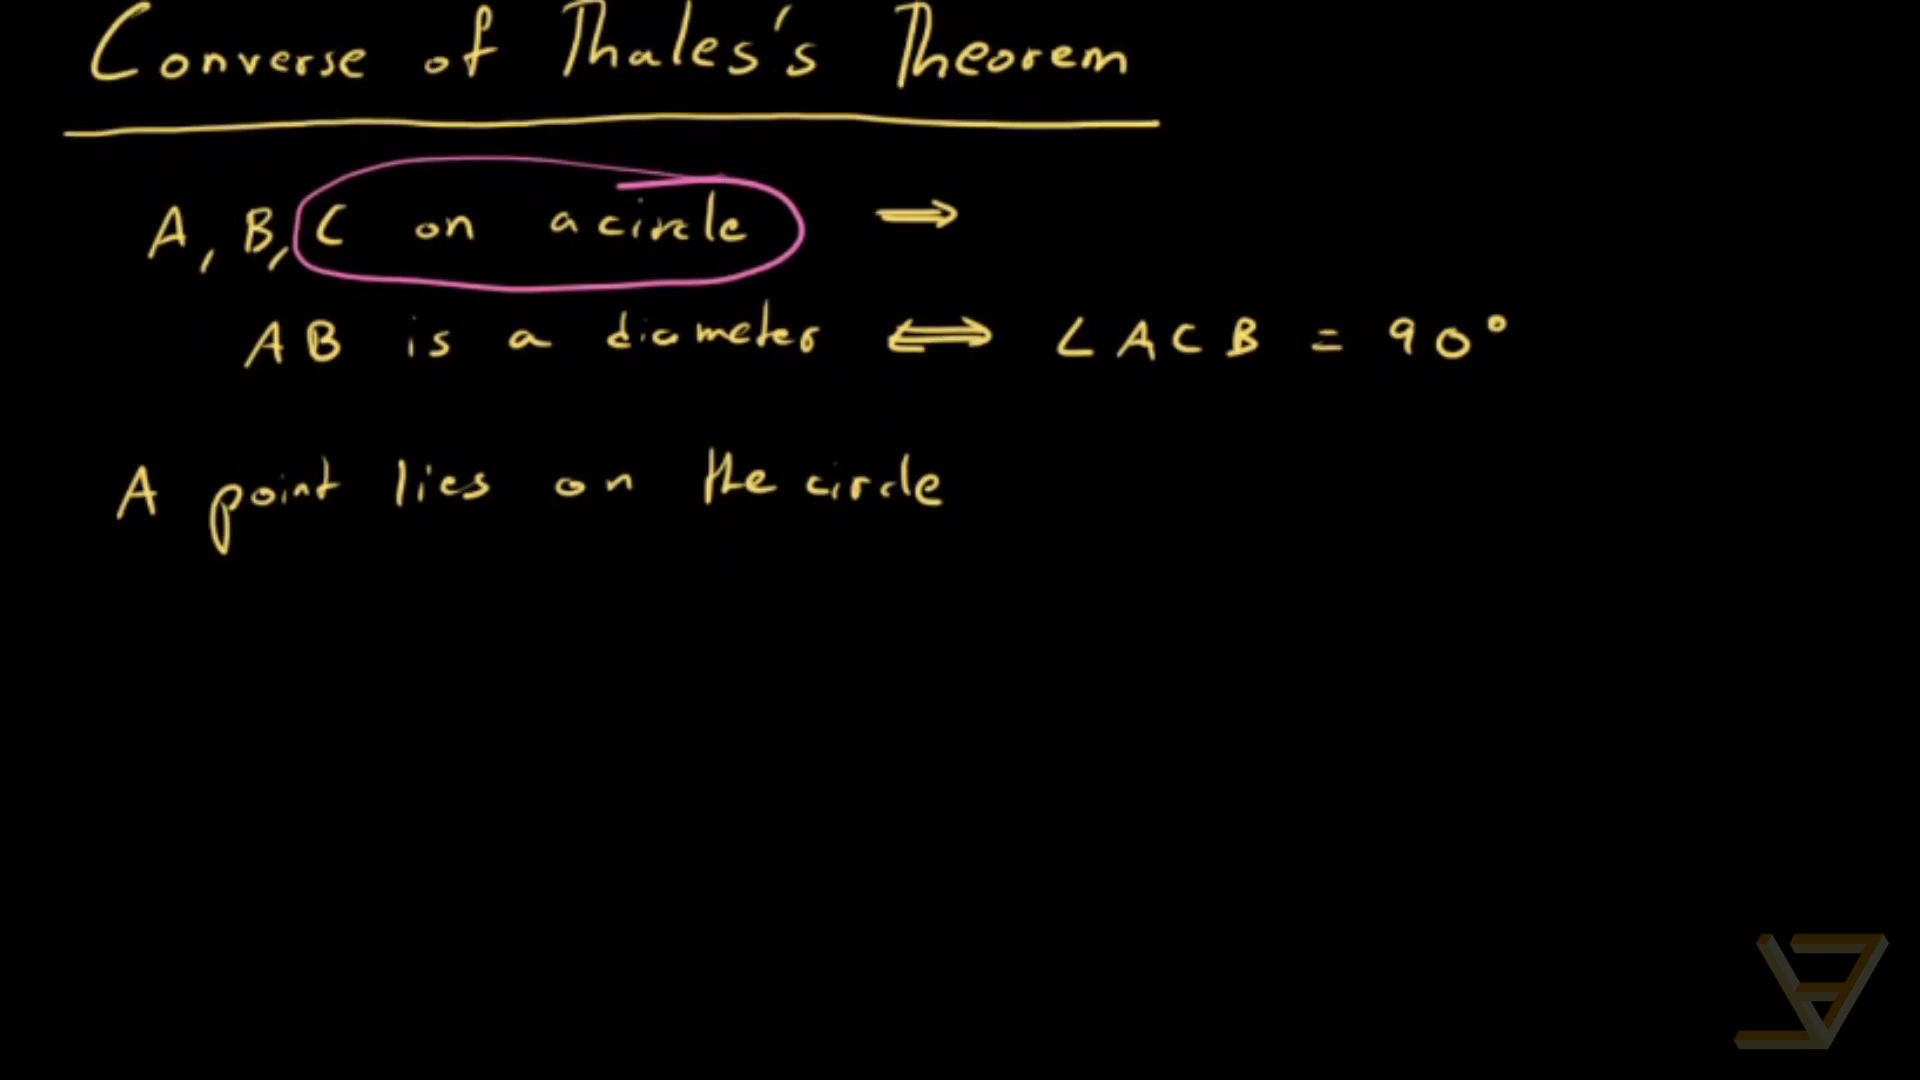 Converse of Thales's Theorem
A, B, C on a circle ⇒
AB is a diameter ⇔ ∠ACB = 90°
A point lies on the circle